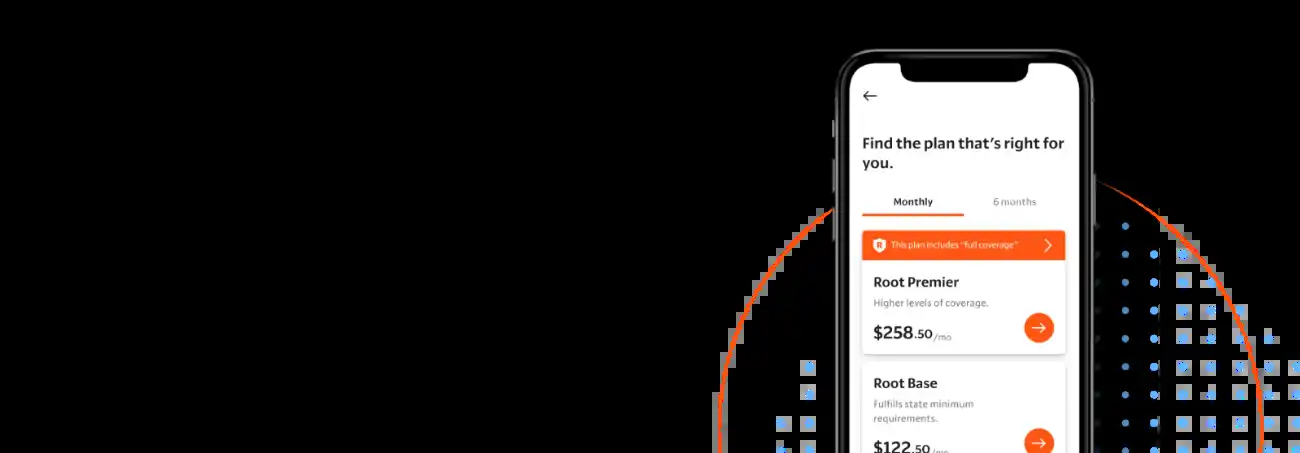 ←
Find the plan that's right for
you.
Monthly 6 months
R This plan includes "full coverage"
Root Premier
Higher levels of coverage.
$258.50/mo
Root Base
Fulfills state minimum
requirements.
$122.50/mo